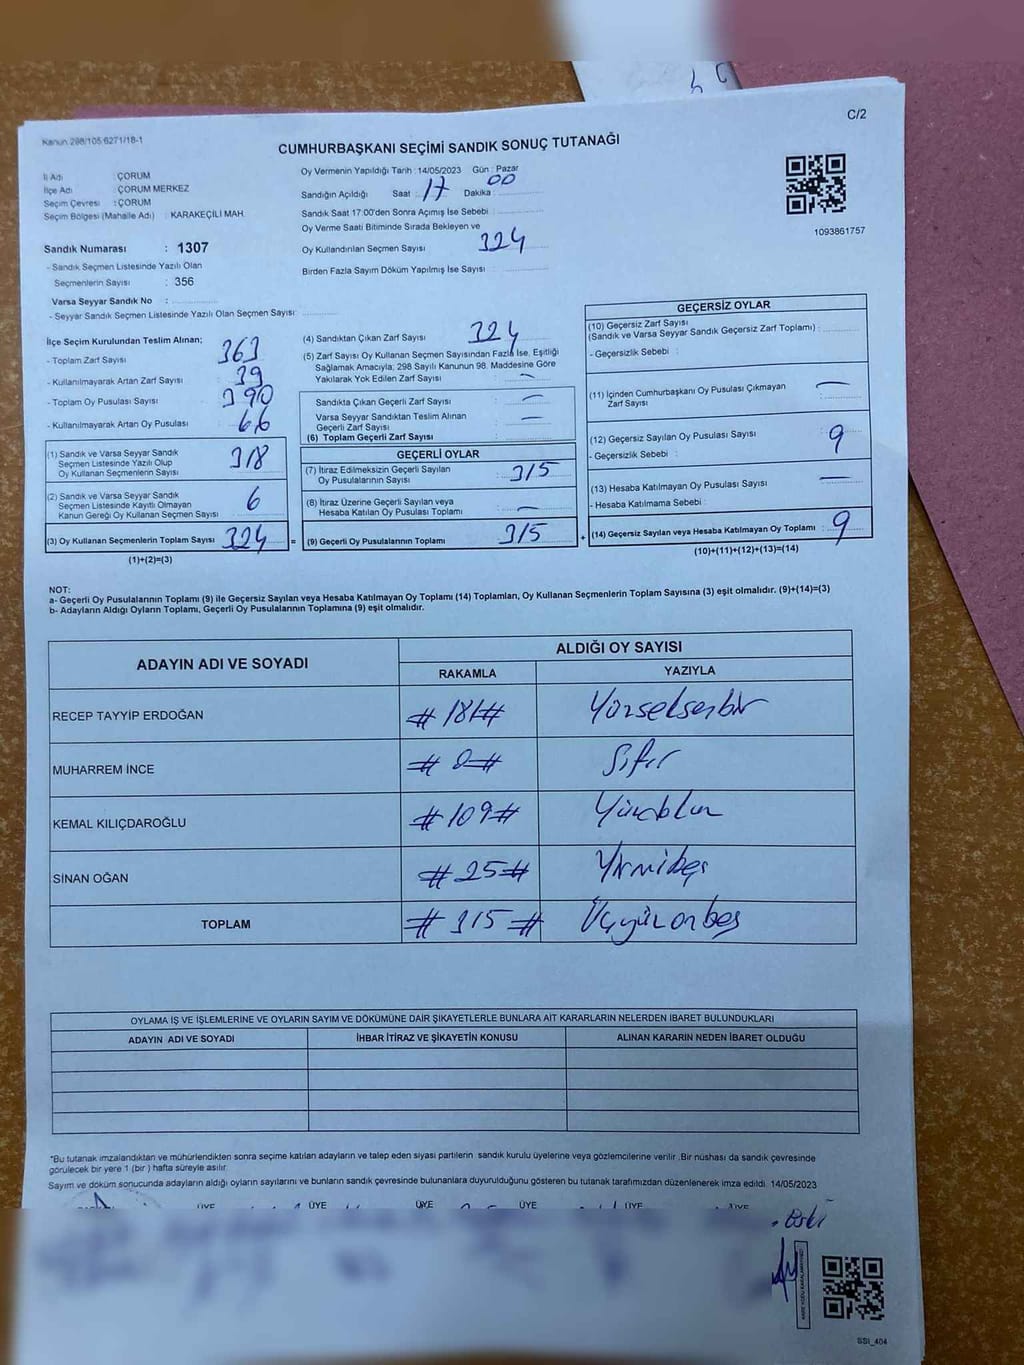 C/2
Kanun 298/105:6271/18-1
CUMHURBAŞKANI SEÇİMİ SANDIK SONUÇ TUTANAĞI
İl Adı : ÇORUM
İlçe Adı : ÇORUM MERKEZ
Seçim Çevresi : ÇORUM
Seçim Bölgesi (Mahalle Adı) : KARAKEÇİLİ MAH.
Sandık Numarası : 1307
- Sandık Seçmen Listesinde Yazılı Olan
Seçmenlerin Sayısı : 356
Varsa Seyyar Sandık No :
- Seyyar Sandık Seçmen Listesinde Yazılı Olan Seçmen Sayısı:
Oy Vermenin Yapıldığı Tarih : 14/05/2023 Gün : Pazar
Sandığın Açıldığı Saat : 17 Dakika : 00
Sandık Saat 17:00'den Sonra Açımış İse Sebebi :
Oy Verme Saati Bitiminde Sırada Bekleyen ve
Oy Kullandırılan Seçmen Sayısı 324
Birden Fazla Sayım Döküm Yapılmış İse Sayısı :
1093861757
İlçe Seçim Kurulundan Teslim Alınan;
- Toplam Zarf Sayısı 363
- Kullanılmayarak Artan Zarf Sayısı 39
- Toplam Oy Pusulası Sayısı 390
- Kullanılmayarak Artan Oy Pusulası 66
(1) Sandık ve Varsa Seyyar Sandık
Seçmen Listesinde Yazılı Olup
Oy Kullanan Seçmenlerin Sayısı 318
(2) Sandık ve Varsa Seyyar Sandık
Seçmen Listesinde Kayıtlı Olmayan
Kanun Gereği Oy Kullanan Seçmen Sayısı 6
(3) Oy Kullanan Seçmenlerin Toplam Sayısı 324 =
(1)+(2)=(3)
(4) Sandıktan Çıkan Zarf Sayısı 324
(5) Zarf Sayısı Oy Kullanan Seçmen Sayısından Fazla İse, Eşitliği
Sağlamak Amacıyla; 298 Sayılı Kanunun 98. Maddesine Göre
Yakılarak Yok Edilen Zarf Sayısı : —
Sandıkta Çıkan Geçerli Zarf Sayısı : —
Varsa Seyyar Sandıktan Teslim Alınan
Geçerli Zarf Sayısı : —
(6) Toplam Geçerli Zarf Sayısı :
GEÇERLİ OYLAR
(7) İtiraz Edilmeksizin Geçerli Sayılan
Oy Pusulalarının Sayısı : 315
(8) İtiraz Üzerine Geçerli Sayılan veya
Hesaba Katılan Oy Pusulası Toplamı : —
(9) Geçerli Oy Pusulalarının Toplamı : 315 +
GEÇERSİZ OYLAR
(10) Geçersiz Zarf Sayısı
(Sandık ve Varsa Seyyar Sandık Geçersiz Zarf Toplamı) :
- Geçersizlik Sebebi :
(11) İçinden Cumhurbaşkanı Oy Pusulası Çıkmayan
Zarf Sayısı : —
(12) Geçersiz Sayılan Oy Pusulası Sayısı : 9
- Geçersizlik Sebebi :
(13) Hesaba Katılmayan Oy Pusulası Sayısı : —
- Hesaba Katılmama Sebebi :
(14) Geçersiz Sayılan veya Hesaba Katılmayan Oy Toplamı : 9
(10)+(11)+(12)+(13)=(14)
NOT:
a- Geçerli Oy Pusulalarının Toplamı (9) ile Geçersiz Sayılan veya Hesaba Katılmayan Oy Toplamı (14) Toplamları, Oy Kullanan Seçmenlerin Toplam Sayısına (3) eşit olmalıdır. (9)+(14)=(3)
b- Adayların Aldığı Oyların Toplamı, Geçerli Oy Pusulalarının Toplamına (9) eşit olmalıdır.
ADAYIN ADI VE SOYADI ALDIĞI OY SAYISI
RAKAMLA YAZIYLA
RECEP TAYYİP ERDOĞAN #181# Yüzseksenbir
MUHARREM İNCE #0# Sıfır
KEMAL KILIÇDAROĞLU #109# Yüzdokuz
SİNAN OĞAN #25# Yirmibeş
TOPLAM #315# Üçyüzonbeş
OYLAMA İŞ VE İŞLEMLERİNE VE OYLARIN SAYIM VE DÖKÜMÜNE DAİR ŞİKAYETLERLE BUNLARA AİT KARARLARIN NELERDEN İBARET BULUNDUKLARI
ADAYIN ADI VE SOYADI İHBAR İTİRAZ VE ŞİKAYETİN KONUSU ALINAN KARARIN NEDEN İBARET OLDUĞU
*Bu tutanak imzalandıktan ve mühürlendikten sonra seçime katılan adayların ve talep eden siyasi partilerin sandık kurulu üyelerine veya gözlemcilerine verilir .Bir nüshası da sandık çevresinde
görülecek bir yere 1 (bir ) hafta süreyle asılır.
Sayım ve döküm sonucunda adayların aldığı oyların sayılarını ve bunların sandık çevresinde bulunanlara duyurulduğunu gösteren bu tutanak tarafımızdan düzenlenerek imza edildi. 14/05/2023
ÜYE ÜYE ÜYE ÜYE ÜYE ÜYE
SSI_404